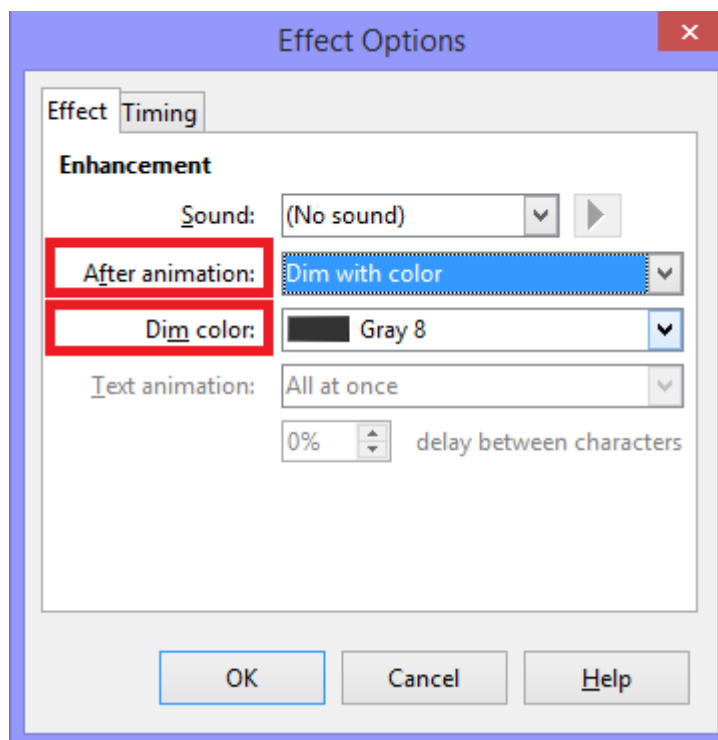 Effect Options
Effect Timing
Enhancement
Sound: (No sound)
After animation: Dim with color
Dim color: Gray 8
Text animation: All at once
0% delay between characters
OK Cancel Help